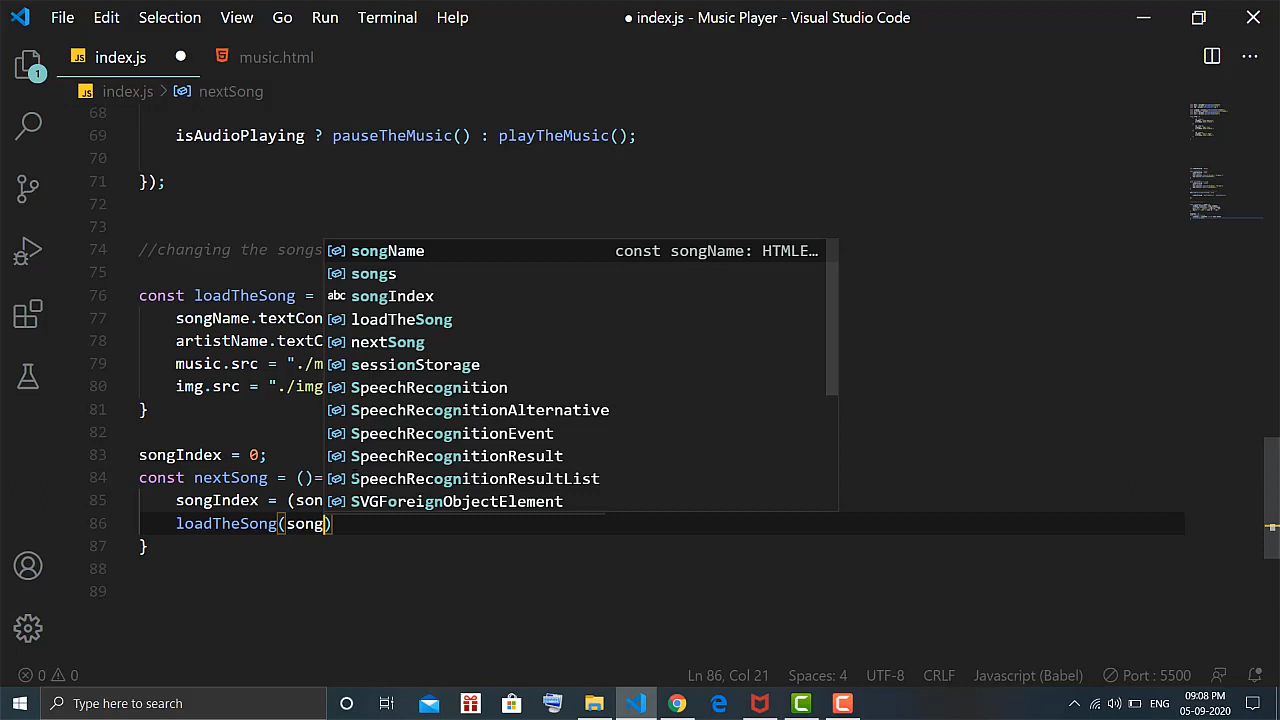 File Edit Selection View Go Run Terminal Help ● index.js - Music Player - Visual Studio Code
1
JS index.js music.html
JS index.js > nextSong
68
69 isAudioPlaying ? pauseTheMusic() : playTheMusic();
70
71 });
72
73
74 //changing the songs
75
76 const loadTheSong =
77 songName.textCon
78 artistName.textC
79 music.src = "./m
80 img.src = "./img
81 }
82
83 songIndex = 0;
84 const nextSong = ()=
85 songIndex = (son
86 loadTheSong(song)
87 }
88
89
songName const songName: HTMLE…
songs
abc songIndex
loadTheSong
nextSong
sessionStorage
SpeechRecognition
SpeechRecognitionAlternative
SpeechRecognitionEvent
SpeechRecognitionResult
SpeechRecognitionResultList
SVGForeignObjectElement
0 0 Ln 86, Col 21 Spaces: 4 UTF-8 CRLF Javascript (Babel) Port : 5500
Type here to search
ENG
09:08 PM
05-09-2020